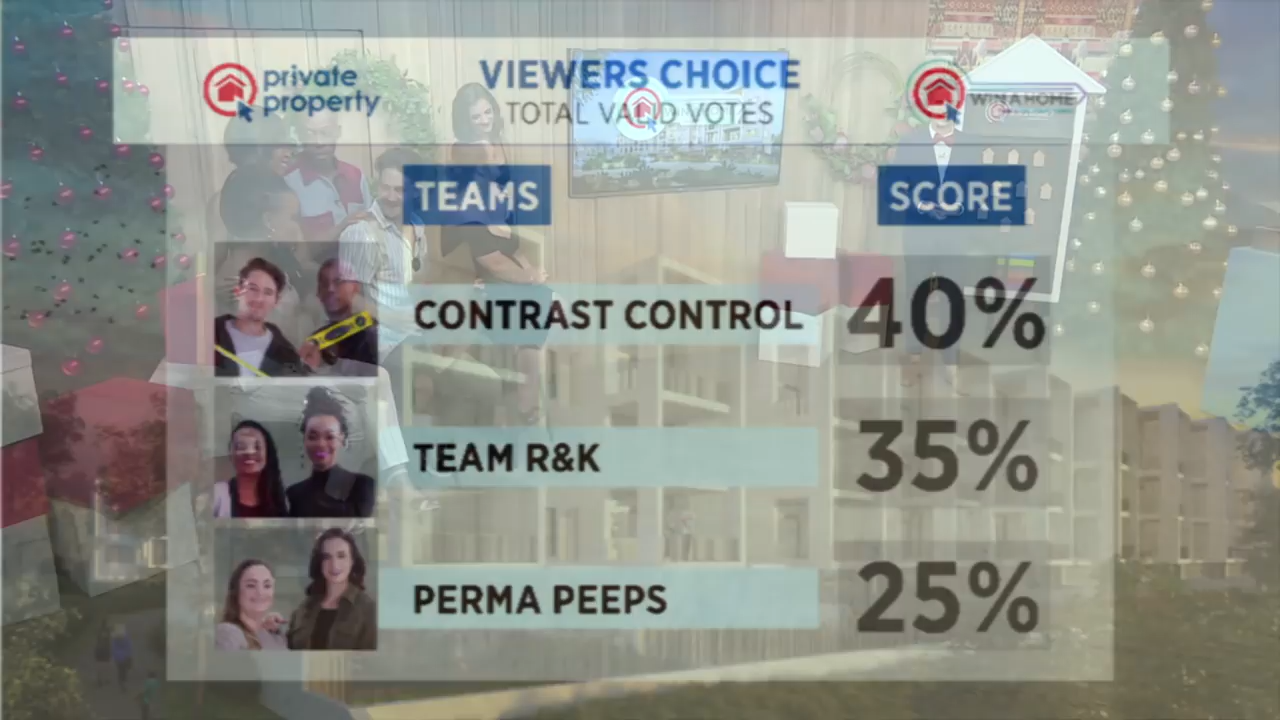 private
property
VIEWERS CHOICE
TOTAL VALID VOTES
WIN A HOME
TEAMS
SCORE
CONTRAST CONTROL
40%
TEAM R&K
35%
PERMA PEEPS
25%